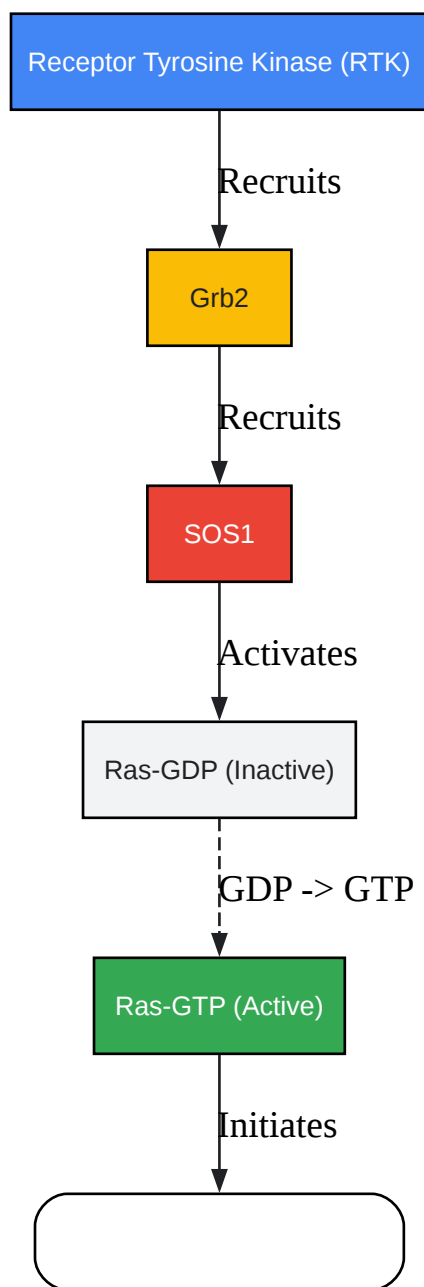 Receptor Tyrosine Kinase (RTK)
Recruits
Grb2
Recruits
SOS1
Activates
Ras-GDP (Inactive)
GDP -> GTP
Ras-GTP (Active)
Initiates